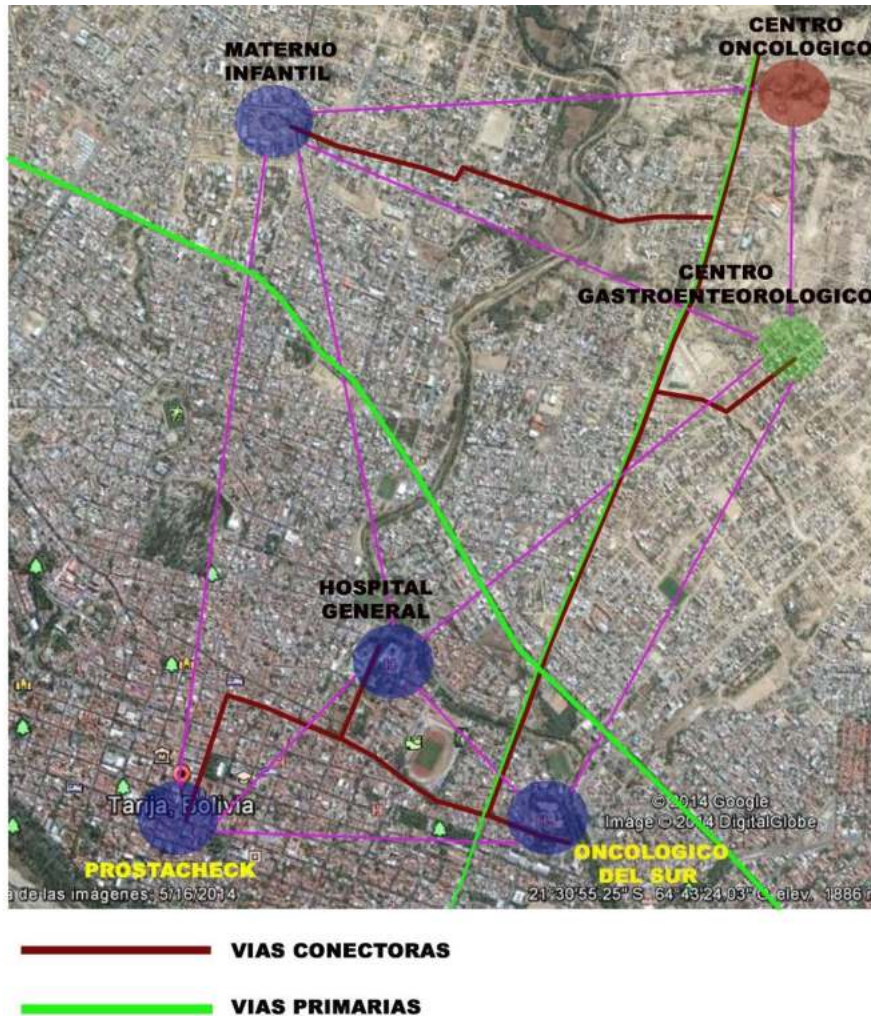 MATERNO
INFANTIL
CENTRO
ONCOLOGICO
CENTRO
GASTROENTEOROLOGICO
HOSPITAL
GENERAL
Tarija, Bolivia
PROSTACHECK
© 2014 Google
Image © 2014 DigitalGlobe
ONCOLOGICO
DEL SUR
a de las imágenes: 5/16/2014
21°30'55.25" S 64°43'24.03" O elev. 1886 m
VIAS CONECTORAS
VIAS PRIMARIAS